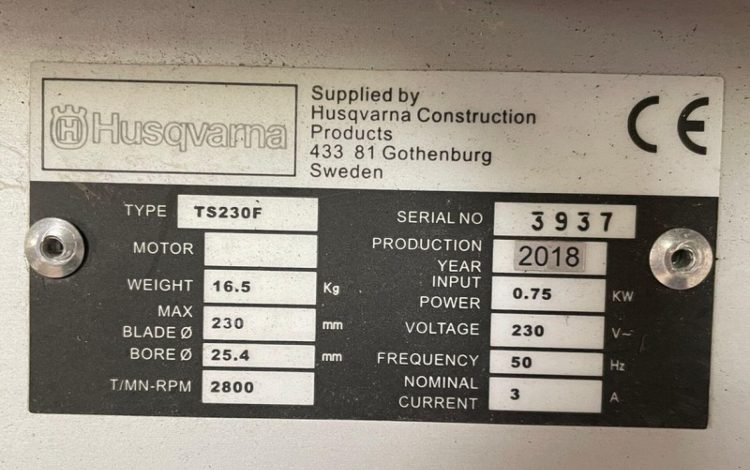 Husqvarna
Supplied by
Husqvarna Construction
Products
433 81 Gothenburg
Sweden
CE
TYPE TS230F
MOTOR
WEIGHT 16.5 Kg
MAX
BLADE Ø 230 mm
BORE Ø 25.4 mm
T/MN-RPM 2800
SERIAL NO 3937
PRODUCTION
YEAR 2018
INPUT
POWER 0.75 KW
VOLTAGE 230 V~
FREQUENCY 50 Hz
NOMINAL
CURRENT 3 A